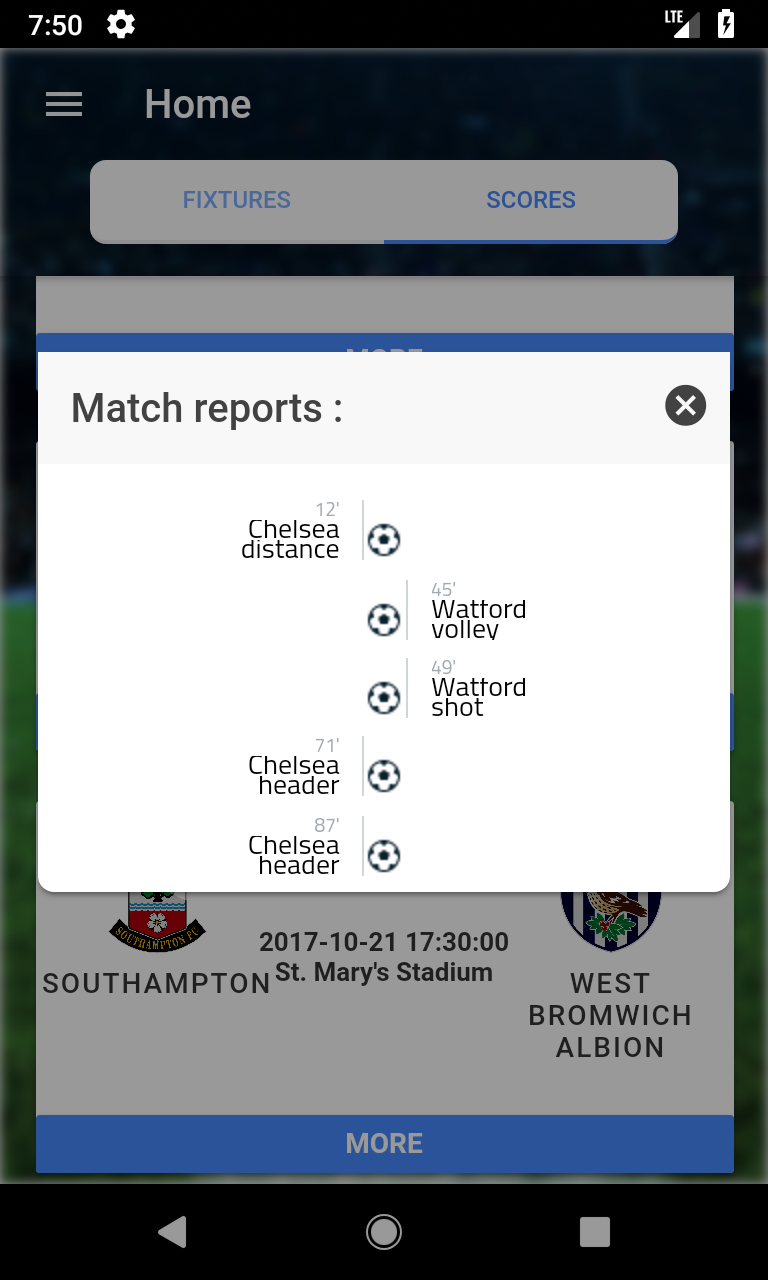 7:50
LTE
Home
FIXTURES
SCORES
MORE
Match reports :
12'
Chelsea
distance
45'
Watford
volley
49'
Watford
shot
71'
Chelsea
header
87'
Chelsea
header
SOUTHAMPTON FC
2017-10-21 17:30:00
St. Mary's Stadium
SOUTHAMPTON
WEST
BROMWICH
ALBION
MORE